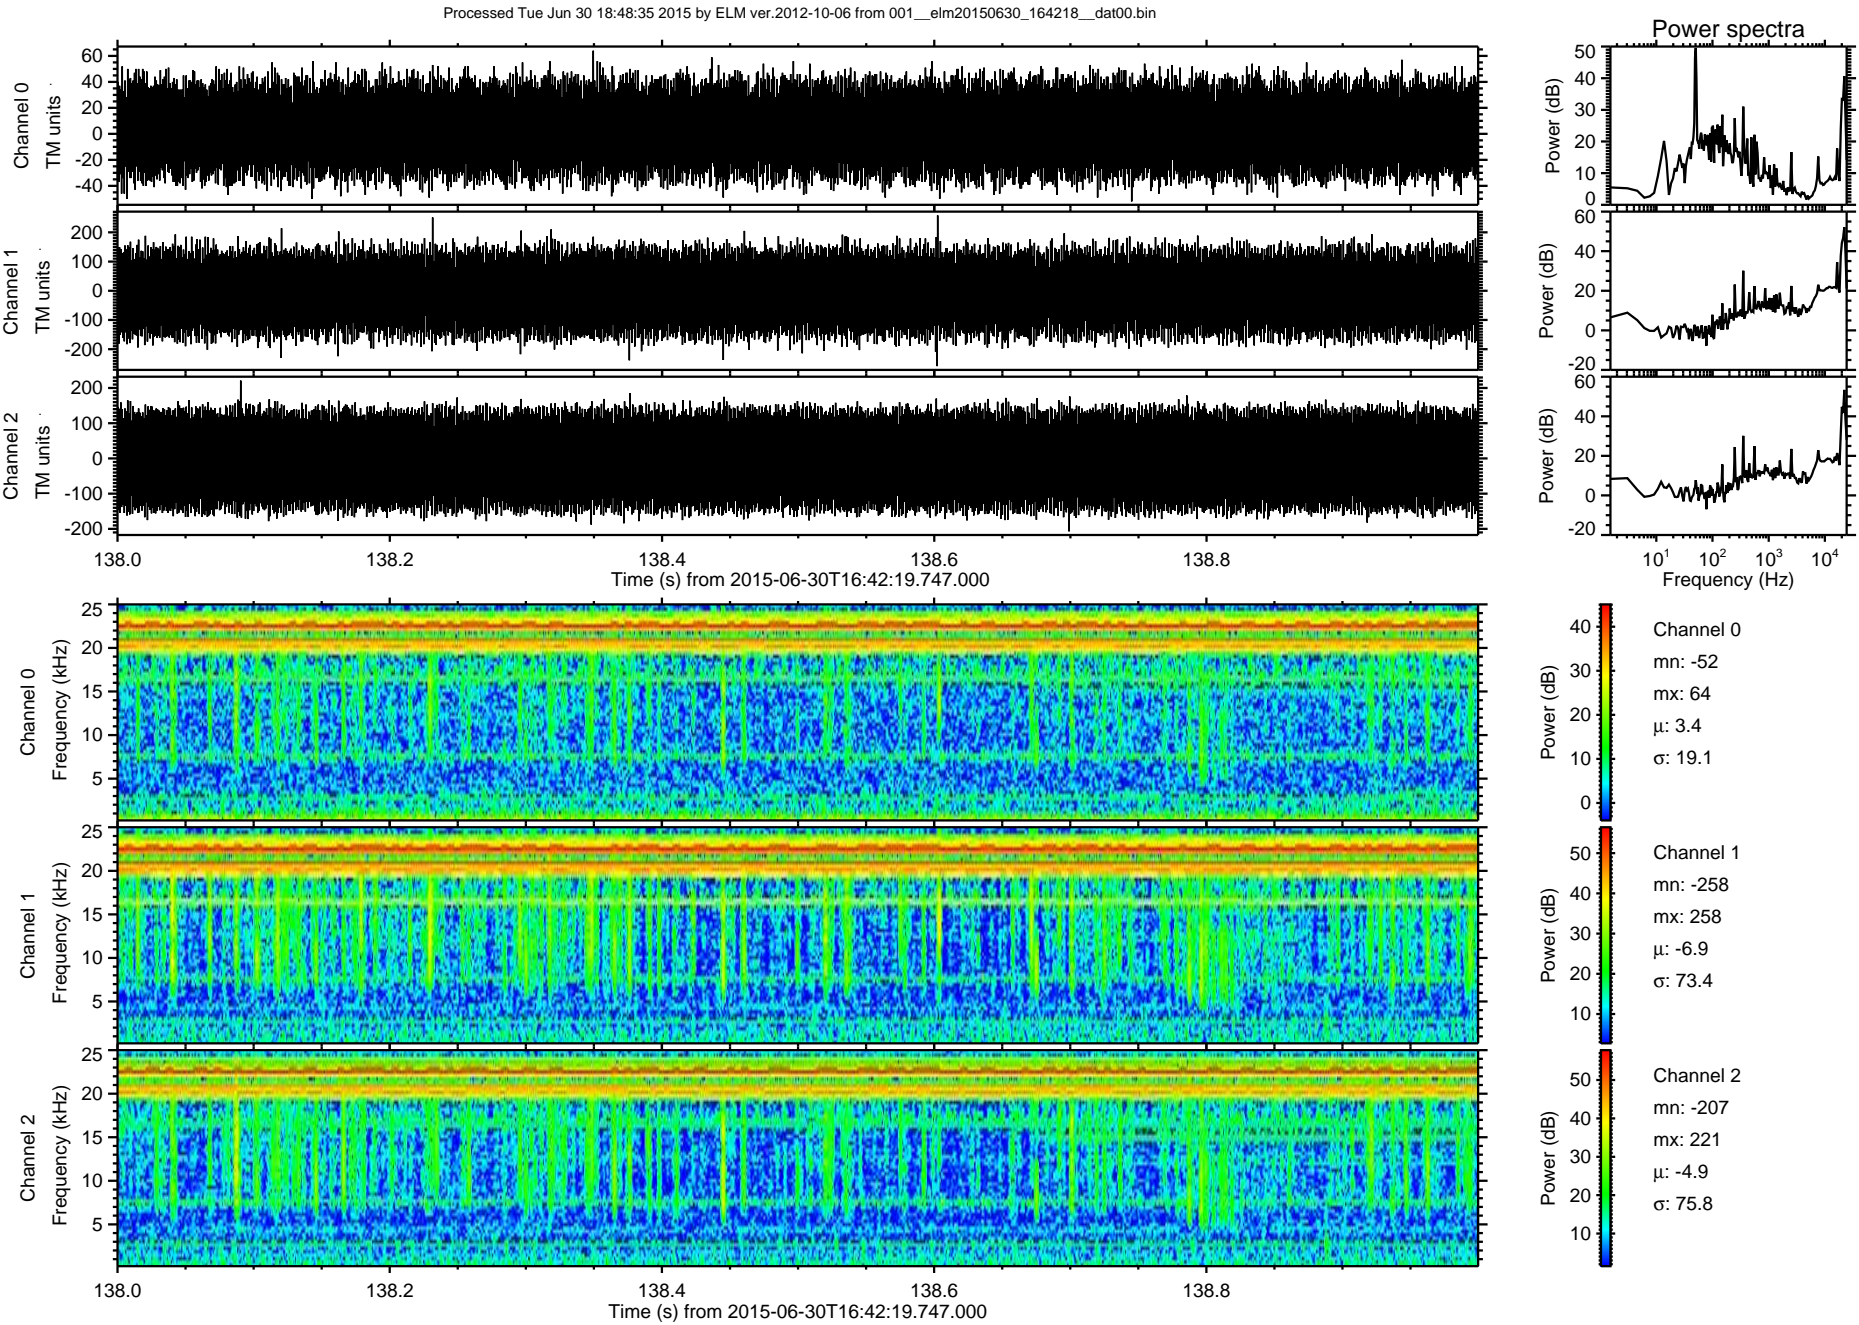 Processed Tue Jun 30 18:48:35 2015 by ELM ver.2012-10-06 from 001__elm20150630_164218__dat00.bin
Power spectra
Channel 0
TM units
60
40
20
0
-20
-40
Power (dB)
50
40
30
20
10
0
Channel 1
TM units
200
100
0
-100
-200
Power (dB)
60
40
20
0
-20
Channel 2
TM units
200
100
0
-100
-200
Power (dB)
60
40
20
0
-20
138.0 138.2 138.4 138.6 138.8
Time (s) from 2015-06-30T16:42:19.747.000
10¹ 10² 10³ 10⁴
Frequency (Hz)
Channel 0
Frequency (kHz)
25
20
15
10
5
Power (dB)
40
30
20
10
0
Channel 0
mn: -52
mx: 64
μ: 3.4
σ: 19.1
Channel 1
Frequency (kHz)
25
20
15
10
5
Power (dB)
50
40
30
20
10
Channel 1
mn: -258
mx: 258
μ: -6.9
σ: 73.4
Channel 2
Frequency (kHz)
25
20
15
10
5
Power (dB)
50
40
30
20
10
Channel 2
mn: -207
mx: 221
μ: -4.9
σ: 75.8
138.0 138.2 138.4 138.6 138.8
Time (s) from 2015-06-30T16:42:19.747.000